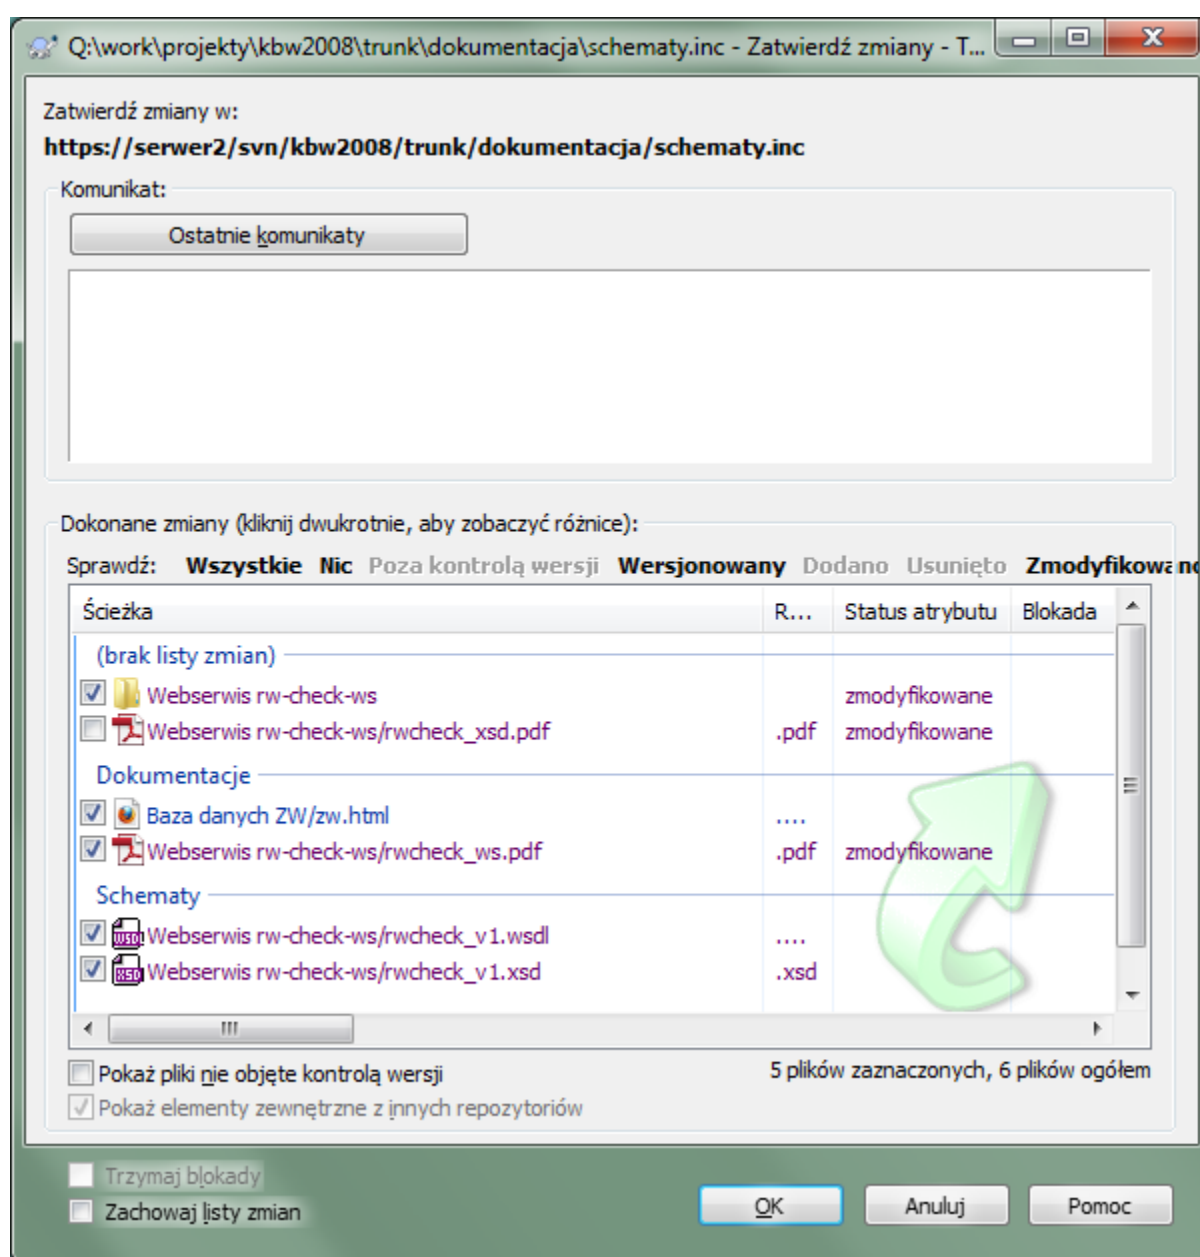 Q:\work\projekty\kbw2008\trunk\dokumentacja\schematy.inc - Zatwierdź zmiany - T...
Zatwierdź zmiany w:
https://serwer2/svn/kbw2008/trunk/dokumentacja/schematy.inc
Komunikat:
Ostatnie komunikaty
Dokonane zmiany (kliknij dwukrotnie, aby zobaczyć różnice):
Sprawdź: Wszystkie Nic Poza kontrolą wersji Wersjonowany Dodano Usunięto Zmodyfikowano
Ścieżka R... Status atrybutu Blokada
(brak listy zmian)
Webserwis rw-check-ws zmodyfikowane
Webserwis rw-check-ws/rwcheck_xsd.pdf .pdf zmodyfikowane
Dokumentacje
Baza danych ZW/zw.html ....
Webserwis rw-check-ws/rwcheck_ws.pdf .pdf zmodyfikowane
Schematy
WSDL Webserwis rw-check-ws/rwcheck_v1.wsdl ....
XSD Webserwis rw-check-ws/rwcheck_v1.xsd .xsd
Pokaż pliki nie objęte kontrolą wersji 5 plików zaznaczonych, 6 plików ogółem
Pokaż elementy zewnętrzne z innych repozytoriów
Trzymaj blokady
Zachowaj listy zmian OK Anuluj Pomoc